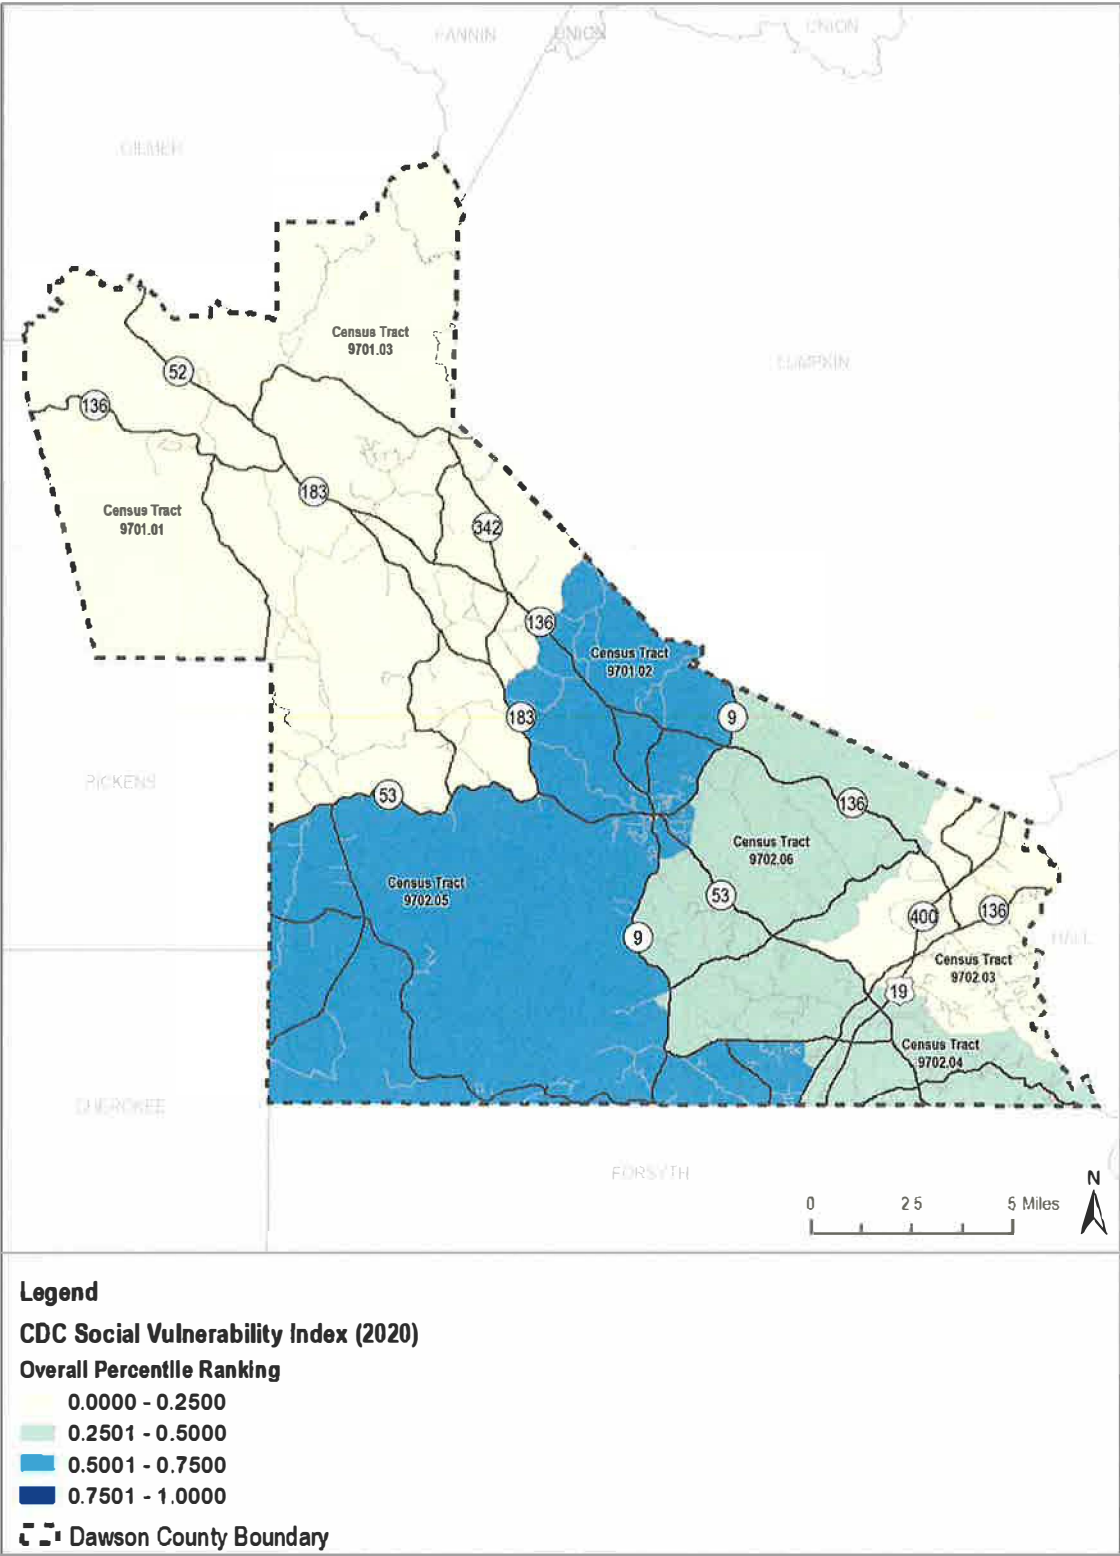 FANNIN
UNION
UNION
GILMER
Census Tract
9701.03
LUMPKIN
52
136
183
Census Tract
9701.01
342
136
Census Tract
9701.02
183
9
PICKENS
53
136
Census Tract
9702.06
Census Tract
9702.05
53
400
136
9
HALL
Census Tract
9702.03
19
Census Tract
9702.04
CHEROKEE
FORSYTH
N
0 2 5 5 Miles
Legend
CDC Social Vulnerability Index (2020)
Overall Percentile Ranking
0.0000 - 0.2500
0.2501 - 0.5000
0.5001 - 0.7500
0.7501 - 1.0000
Dawson County Boundary